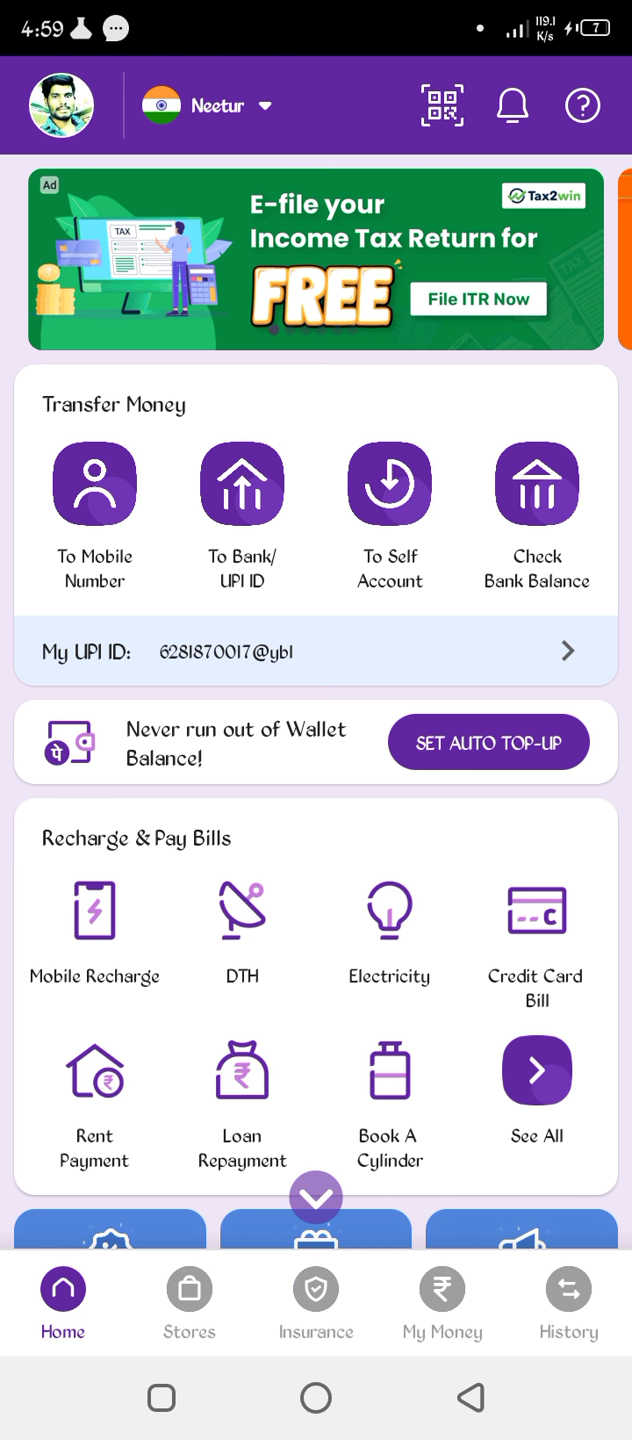 4:59
119.1
K/s
7
Neetur
Ad
Tax2win
E-file your
Income Tax Return for
FREE
File ITR Now
TAX
Transfer Money
To Mobile
Number
To Bank/
UPI ID
To Self
Account
Check
Bank Balance
My UPI ID: 6281870017@ybl
पे
Never run out of Wallet
Balance!
SET AUTO TOP-UP
Recharge & Pay Bills
Mobile Recharge
DTH
Electricity
C
Credit Card
Bill
₹
Rent
Payment
₹
Loan
Repayment
Book A
Cylinder
See All
Home
Stores
Insurance
₹
My Money
History